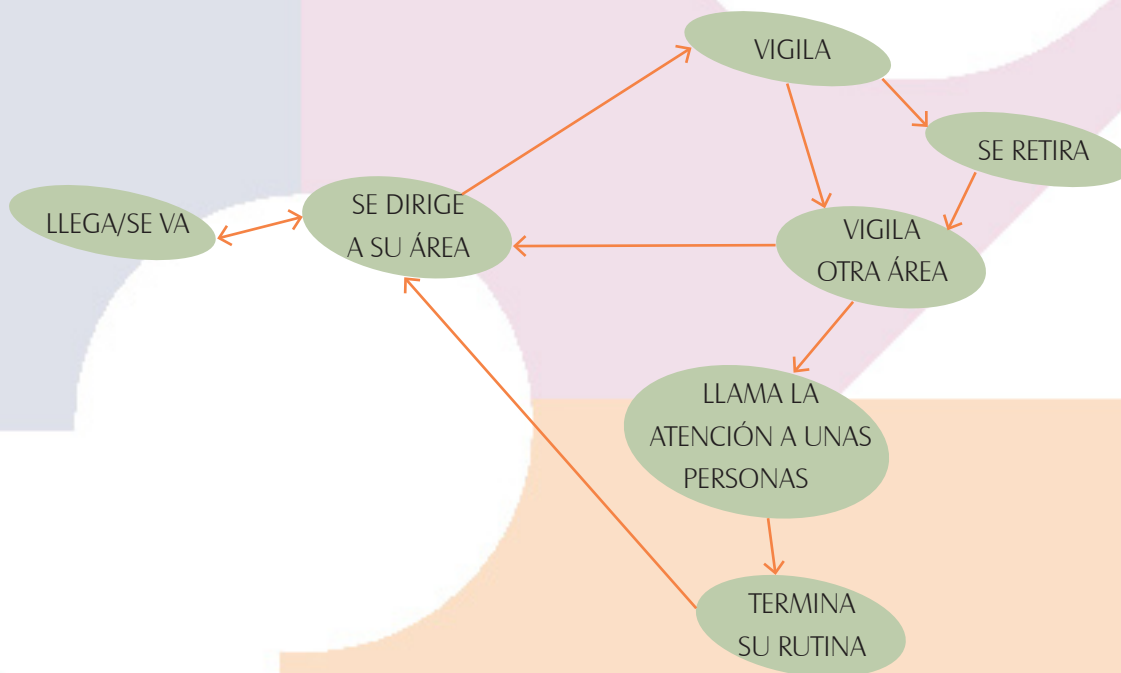 VIGILA
SE RETIRA
LLEGA/SE VA
SE DIRIGE
A SU ÁREA
VIGILA
OTRA ÁREA
LLAMA LA
ATENCIÓN A UNAS
PERSONAS
TERMINA
SU RUTINA